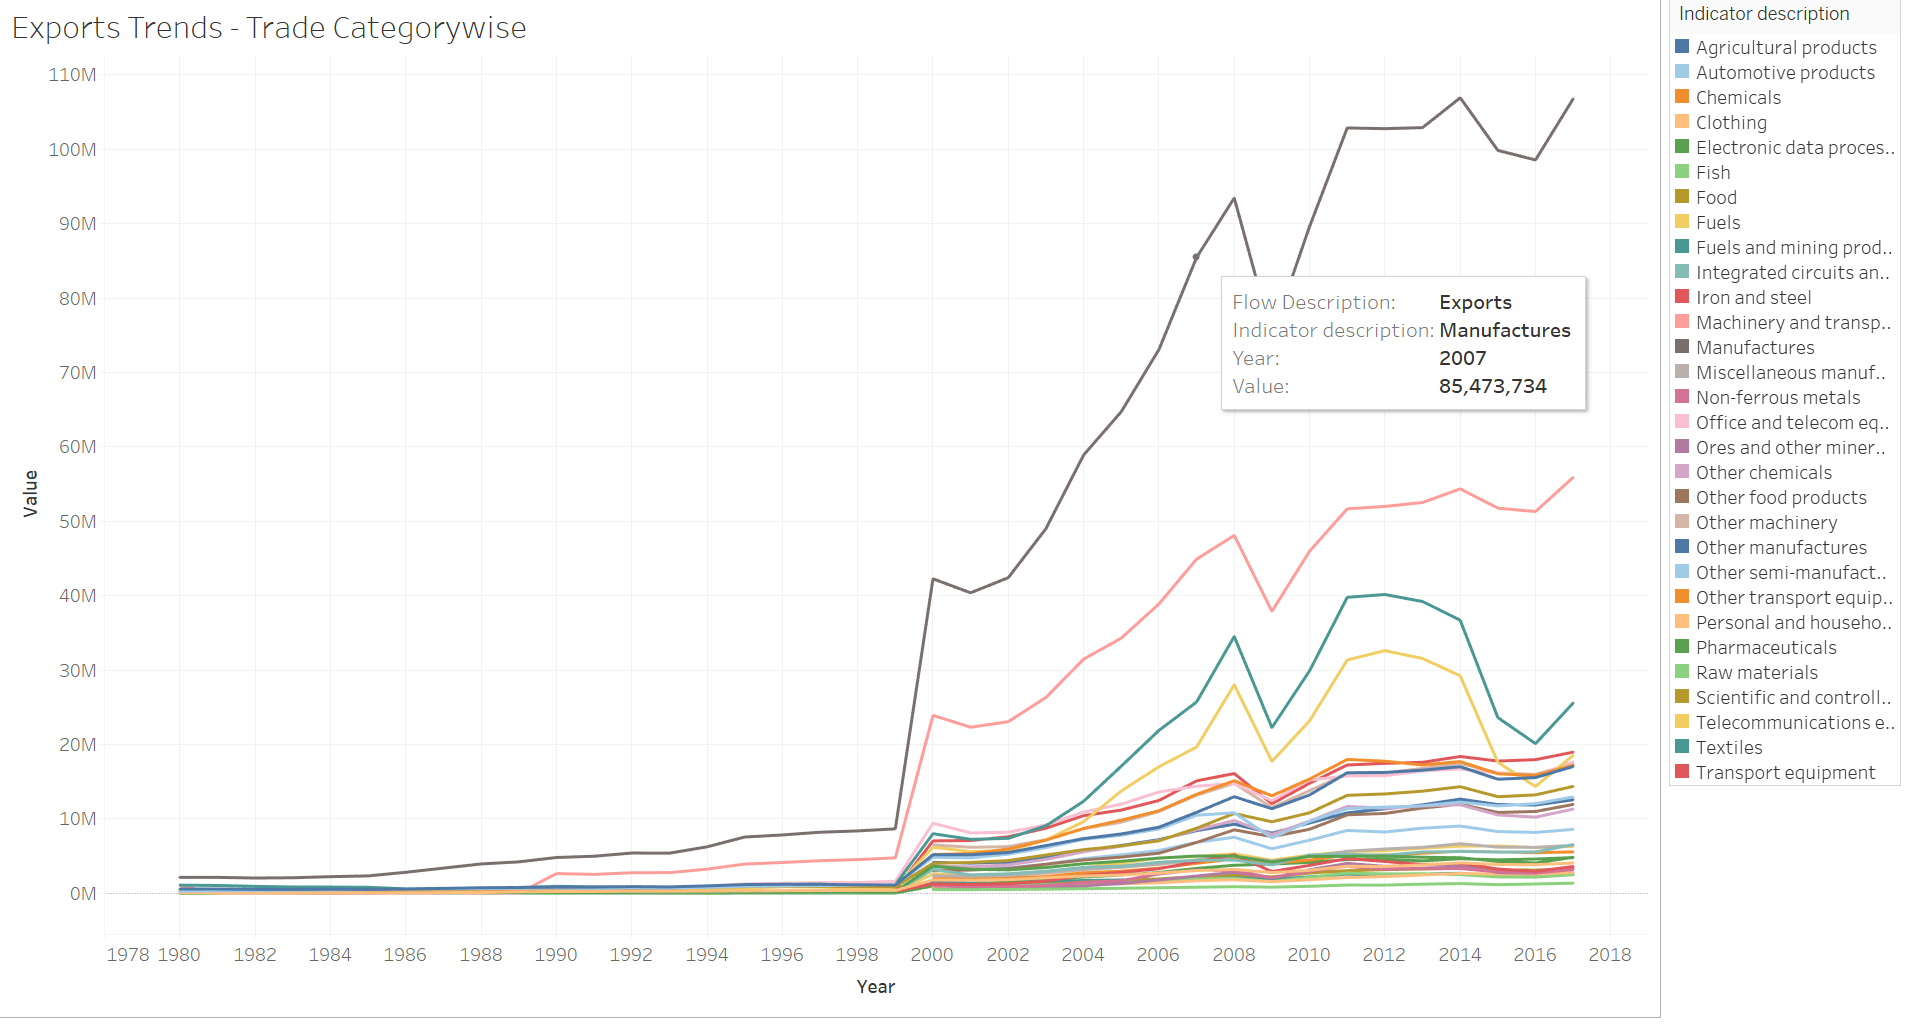 Exports Trends - Trade Categorywise
110M
100M
90M
80M
70M
60M
50M
40M
30M
20M
10M
0M
Value
Flow Description: Exports
Indicator description: Manufactures
Year: 2007
Value: 85,473,734
1978 1980 1982 1984 1986 1988 1990 1992 1994 1996 1998 2000 2002 2004 2006 2008 2010 2012 2014 2016 2018
Year
Indicator description
Agricultural products
Automotive products
Chemicals
Clothing
Electronic data proces..
Fish
Food
Fuels
Fuels and mining prod..
Integrated circuits an..
Iron and steel
Machinery and transp..
Manufactures
Miscellaneous manuf..
Non-ferrous metals
Office and telecom eq..
Ores and other miner..
Other chemicals
Other food products
Other machinery
Other manufactures
Other semi-manufact..
Other transport equip..
Personal and househo..
Pharmaceuticals
Raw materials
Scientific and controll..
Telecommunications e..
Textiles
Transport equipment